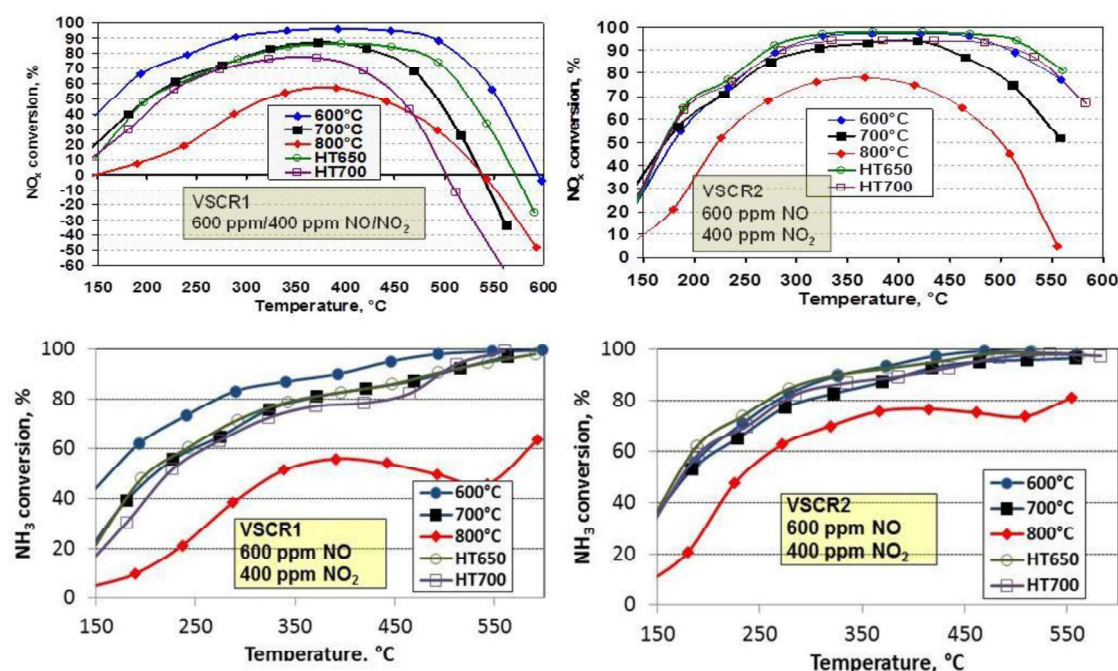 NOx conversion, %
100
90
80
70
60
50
40
30
20
10
0
-10
-20
-30
-40
-50
-60
600°C
700°C
800°C
HT650
HT700
VSCR1
600 ppm/400 ppm NO/NO2
150 200 250 300 350 400 450 500 550 600
Temperature, °C
NOx conversion, %
100
90
80
70
60
50
40
30
20
10
0
600°C
700°C
800°C
HT650
HT700
VSCR2
600 ppm NO
400 ppm NO2
150 200 250 300 350 400 450 500 550 600
Temperature, °C
NH3 conversion, %
100
80
60
40
20
0
600°C
700°C
800°C
HT650
HT700
VSCR1
600 ppm NO
400 ppm NO2
150 250 350 450 550
Temperature, °C
NH3 conversion, %
100
80
60
40
20
0
600°C
700°C
800°C
HT650
HT700
VSCR2
600 ppm NO
400 ppm NO2
150 250 350 450 550
Temperature, °C